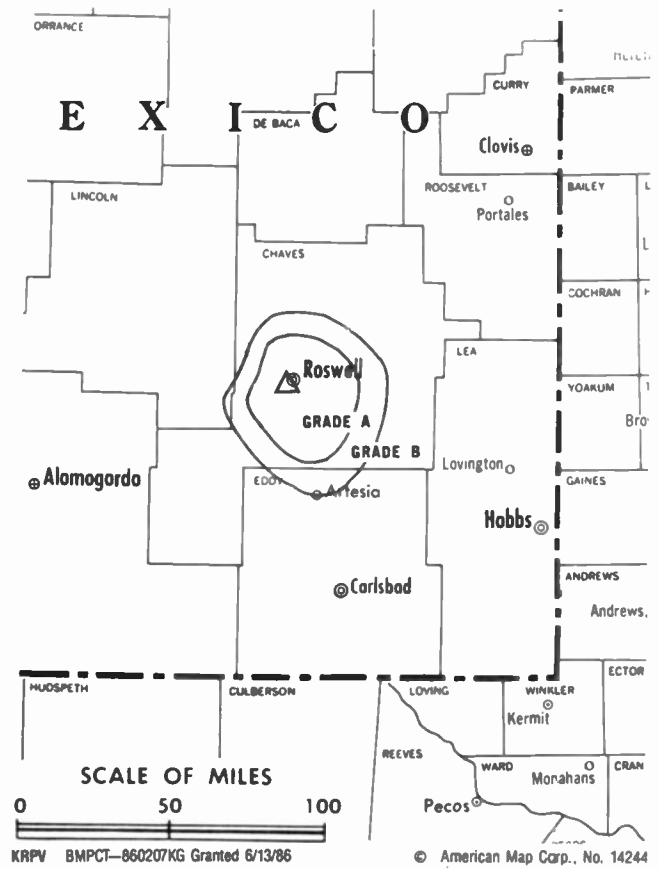 ORRANCE
CURRY
PARMER
E X I C O
DE BACA
Clovis
LINCOLN
ROOSEVELT
BAILEY
L
Portales
L
CHAVES
COCHRAN
H
LEA
Roswell
YOAKUM
T
GRADE A
Bro
GRADE B
Lovington
Alamogordo
EDDY
GAINES
Artesia
Hobbs
ANDREWS
Carlsbad
Andrews,
ECTOR
HUDSPETH
CULBERSON
LOVING
WINKLER
Kermit
REEVES
WARD
CRAN
SCALE OF MILES
Monahans
0 50 100
Pecos
KRPV BMPCT—860207KG Granted 6/13/86
© American Map Corp., No. 14244